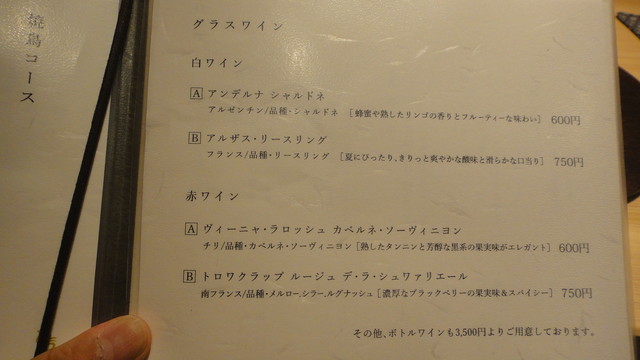 焼鳥コース
グラスワイン
白ワイン
A アンデルナ シャルドネ
アルゼンチン/品種・シャルドネ [蜂蜜や熟したリンゴの香りとフルーティーな味わい] 600円
B アルザス・リースリング
フランス/品種・リースリング [夏にぴったり、きりっと爽やかな酸味と滑らかな口当り] 750円
赤ワイン
A ヴィーニャ・ラロッシュ カベルネ・ソーヴィニヨン
チリ/品種・カベルネ・ソーヴィニヨン [熟したタンニンと芳醇な黒系の果実味がエレガント] 600円
B トロワクラップ ルージュ デ・ラ・シュワァリエール
南フランス/品種・メルロー、シラー、ルグナッシュ [濃厚なブラックベリーの果実味&スパイシー] 750円
その他、ボトルワインも3,500円よりご用意しております。